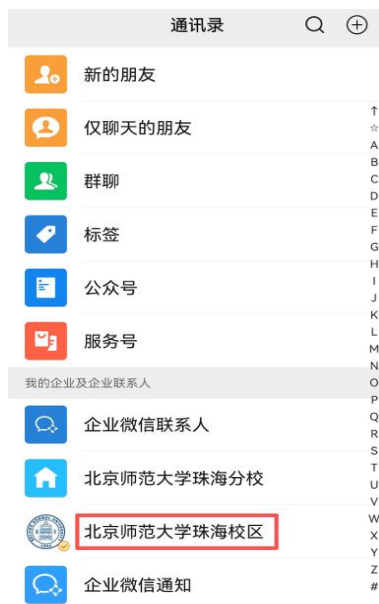 通讯录
新的朋友
仅聊天的朋友
群聊
标签
公众号
服务号
我的企业及企业联系人
企业微信联系人
北京师范大学珠海分校
北京师范大学珠海校区
企业微信通知
↑
☆
A
B
C
D
E
F
G
H
I
J
K
L
M
N
O
P
Q
R
S
T
U
V
W
X
Y
Z
#